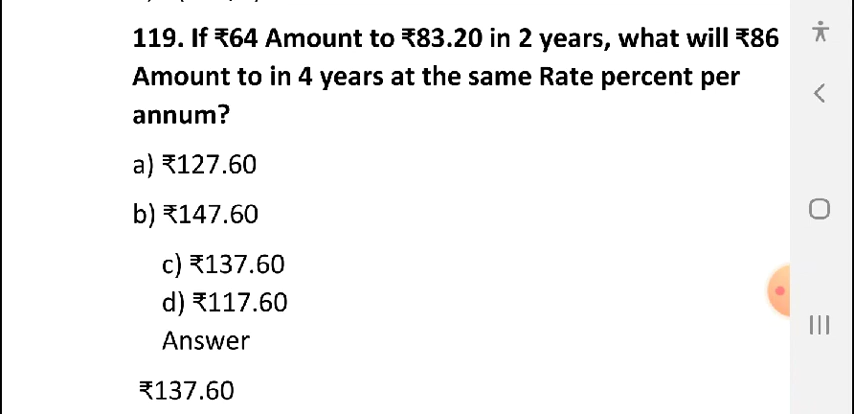 119. If ₹64 Amount to ₹83.20 in 2 years, what will ₹86
Amount to in 4 years at the same Rate percent per
annum?
a) ₹127.60
b) ₹147.60
c) ₹137.60
d) ₹117.60
Answer
₹137.60